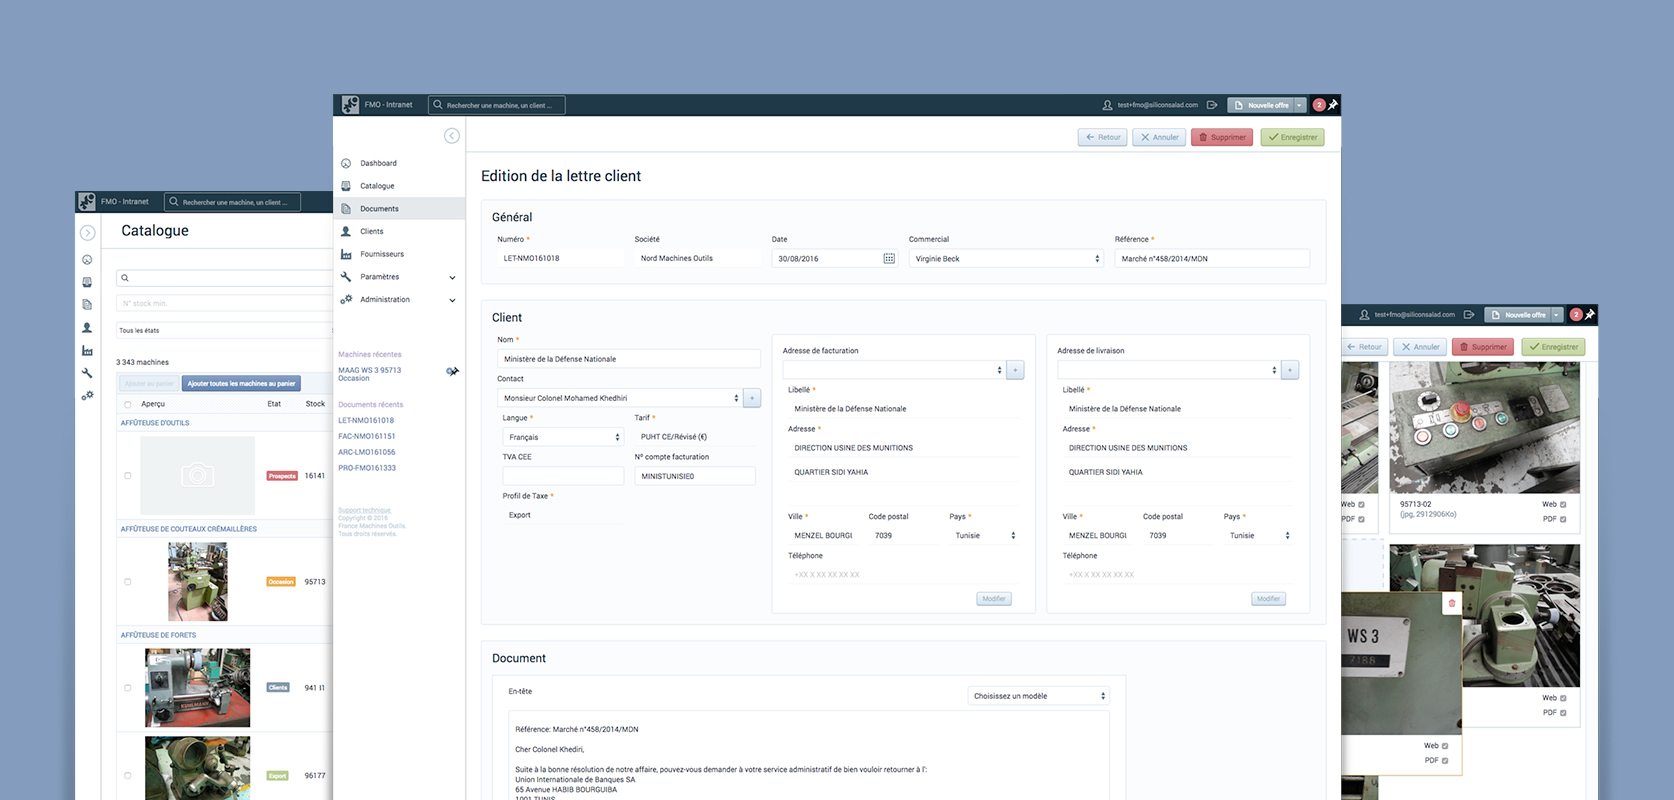 FMO - Intranet
Rechercher une machine, un client ...
test+fmo@siliconsalad.com
Nouvelle offre
2
Retour
Annuler
Supprimer
Enregistrer
Dashboard
Catalogue
Documents
Clients
Fournisseurs
Paramètres
Administration
Machines récentes
MAAG WS 3 95713
Occasion
Documents récents
LET-NMO161018
FAC-NMO161151
ARC-LMO161056
PRO-FMO161333
Support technique
Copyright © 2016
France Machines Outils.
Tous droits réservés.
Edition de la lettre client
Général
Numéro *
Société
Date
Commercial
Référence *
LET-NMO161018
Nord Machines Outils
30/08/2016
Virginie Beck
Marché n°458/2014/MDN
Client
Nom *
Ministère de la Défense Nationale
Contact
Monsieur Colonel Mohamed Khedhiri
+
Langue *
Tarif *
Français
PUHT CE/Révisé (€)
TVA CEE
N° compte facturation
MINISTUNISIE0
Profil de Taxe *
Export
Adresse de facturation
+
Libellé *
Ministère de la Défense Nationale
Adresse *
DIRECTION USINE DES MUNITIONS
QUARTIER SIDI YAHIA
Ville *
Code postal
Pays *
MENZEL BOURGU
7039
Tunisie
Téléphone
+XX X XX XX XX XX
Modifier
Adresse de livraison
+
Libellé *
Ministère de la Défense Nationale
Adresse *
DIRECTION USINE DES MUNITIONS
QUARTIER SIDI YAHIA
Ville *
Code postal
Pays *
MENZEL BOURGU
7039
Tunisie
Téléphone
+XX X XX XX XX XX
Modifier
Document
En-tête
Choisissez un modèle
Référence: Marché n°458/2014/MDN
Cher Colonel Khediri,
Suite à la bonne résolution de notre affaire, pouvez-vous demander à votre service administratif de bien vouloir retourner à l':
Union Internationale de Banques SA
65 Avenue HABIB BOURGUIBA
1001 TUNIS
FMO - Intranet
Rechercher une machine, un client ...
Catalogue
N° stock min.
Tous les états
3 343 machines
Ajouter au panier
Ajouter toutes les machines au panier
Aperçu
Etat
Stock
AFFÛTEUSE D'OUTILS
Prospects
16141
AFFÛTEUSE DE COUTEAUX CRÉMAILLÈRES
Occasion
95713
AFFÛTEUSE DE FORETS
KUHLMANN
Clients
941
Export
96177
test+fmo@siliconsalad.com
Nouvelle offre
2
Retour
Annuler
Supprimer
Enregistrer
Web
PDF
95713-02
(jpg, 2912906Ko)
Web
PDF
WS 3
7188
Web
PDF
Web
PDF